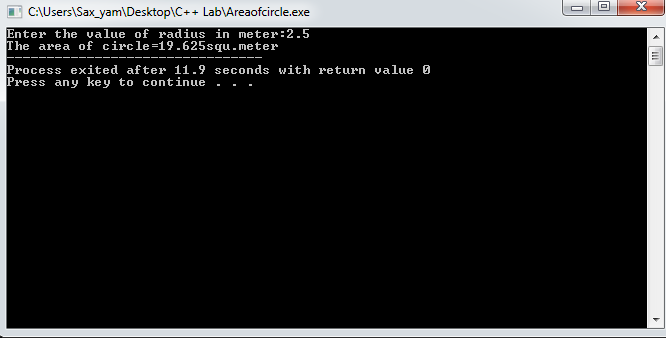 C:\Users\Sax_yam\Desktop\C++ Lab\Areaofcircle.exe
Enter the value of radius in meter:2.5
The area of circle=19.625squ.meter
--------------------------------
Process exited after 11.9 seconds with return value 0
Press any key to continue . . .